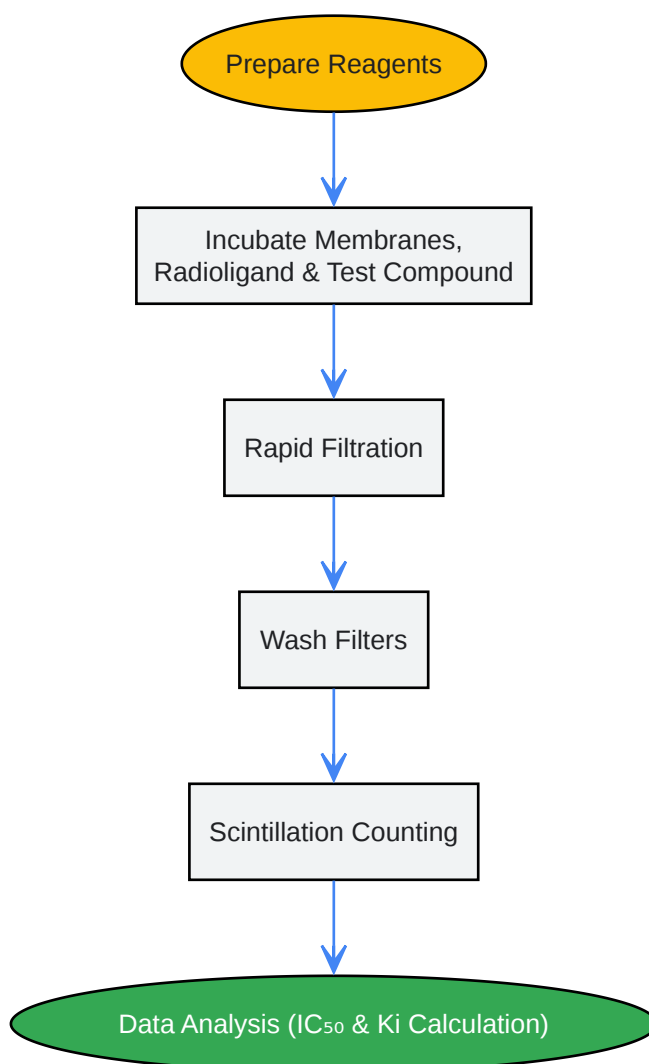 Prepare Reagents
Incubate Membranes,
Radioligand & Test Compound
Rapid Filtration
Wash Filters
Scintillation Counting
Data Analysis (IC₅₀ & Ki Calculation)